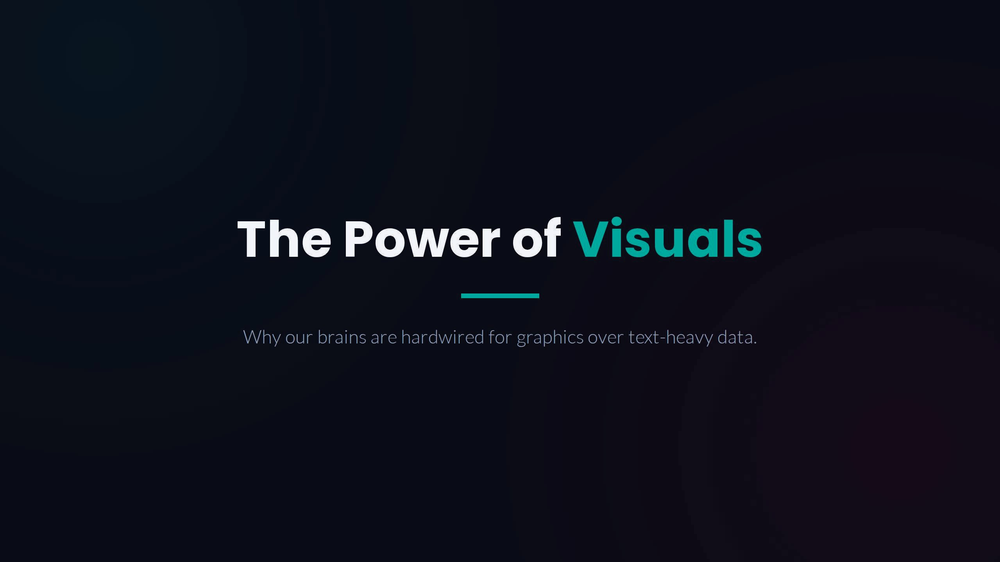 The Power of Visuals
Why our brains are hardwired for graphics over text-heavy data.